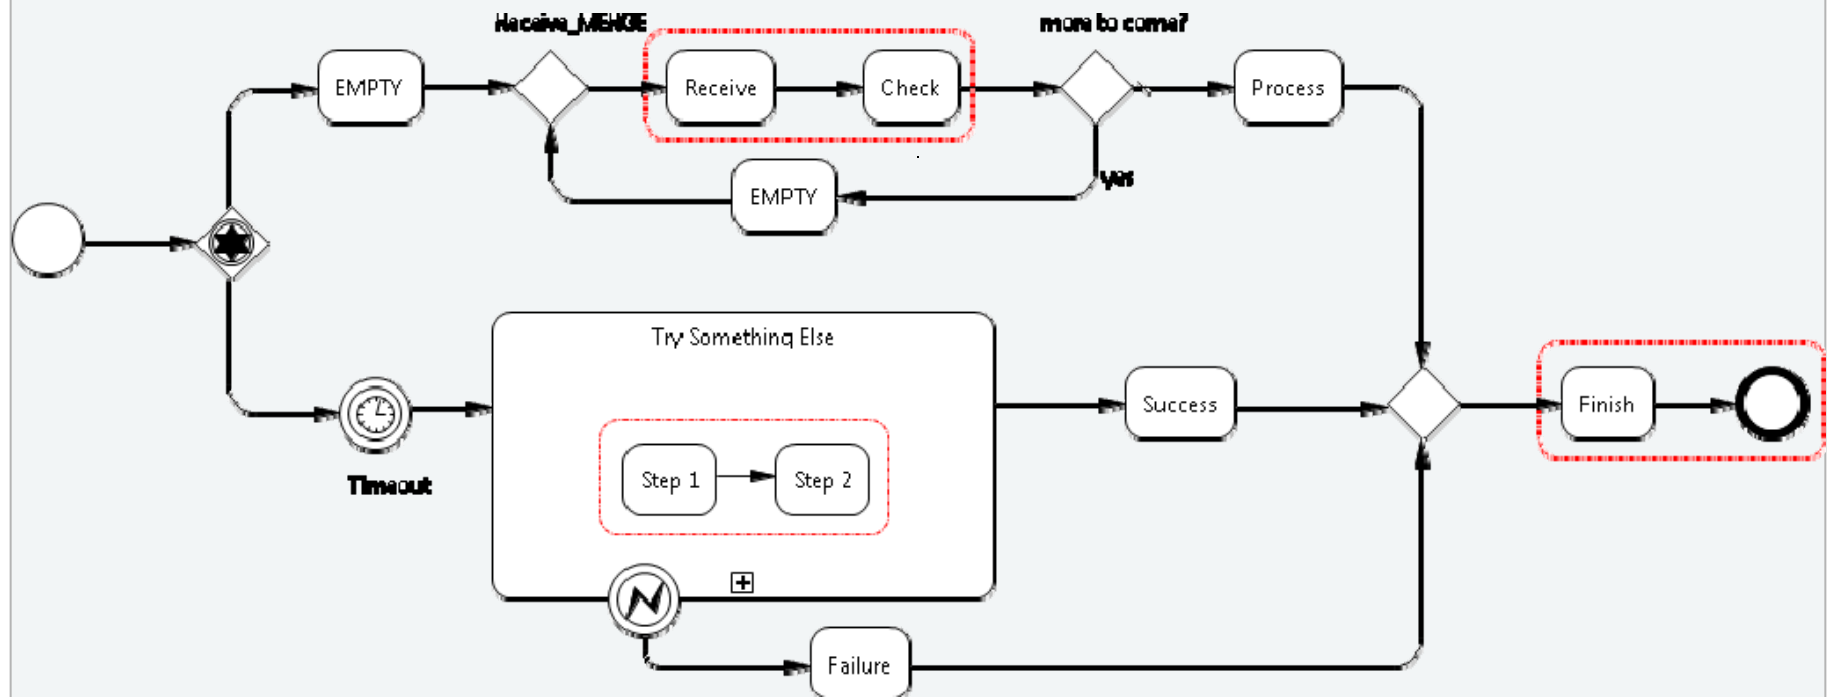 Receive_MERGE
more to come?
EMPTY
Receive
Check
Process
EMPTY
yes
Try Something Else
Success
Finish
Step 1
Step 2
Timeout
Failure